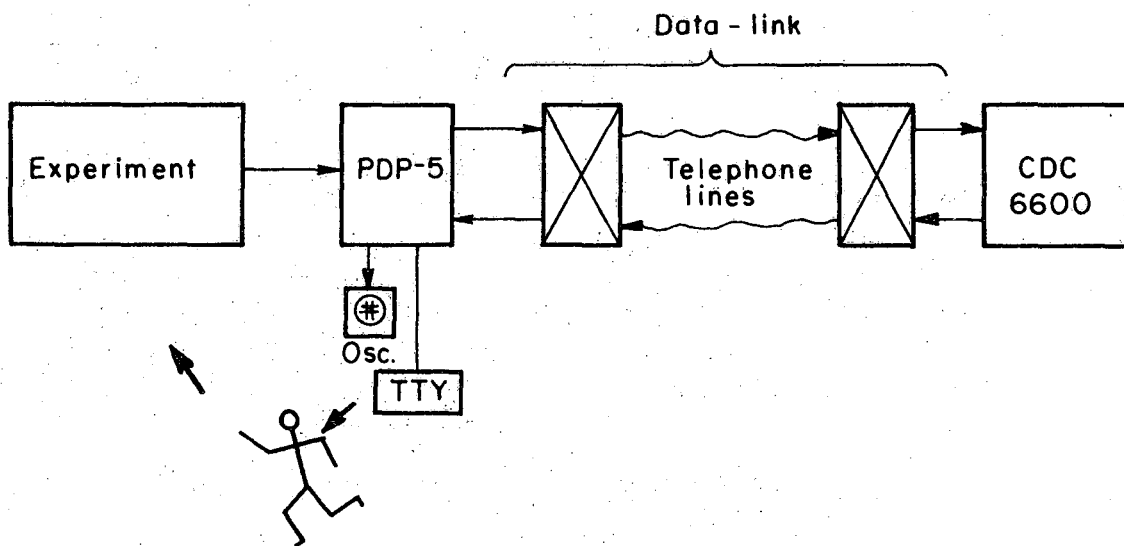 Data - link
Experiment
PDP-5
Telephone
lines
CDC
6600
Osc.
TTY